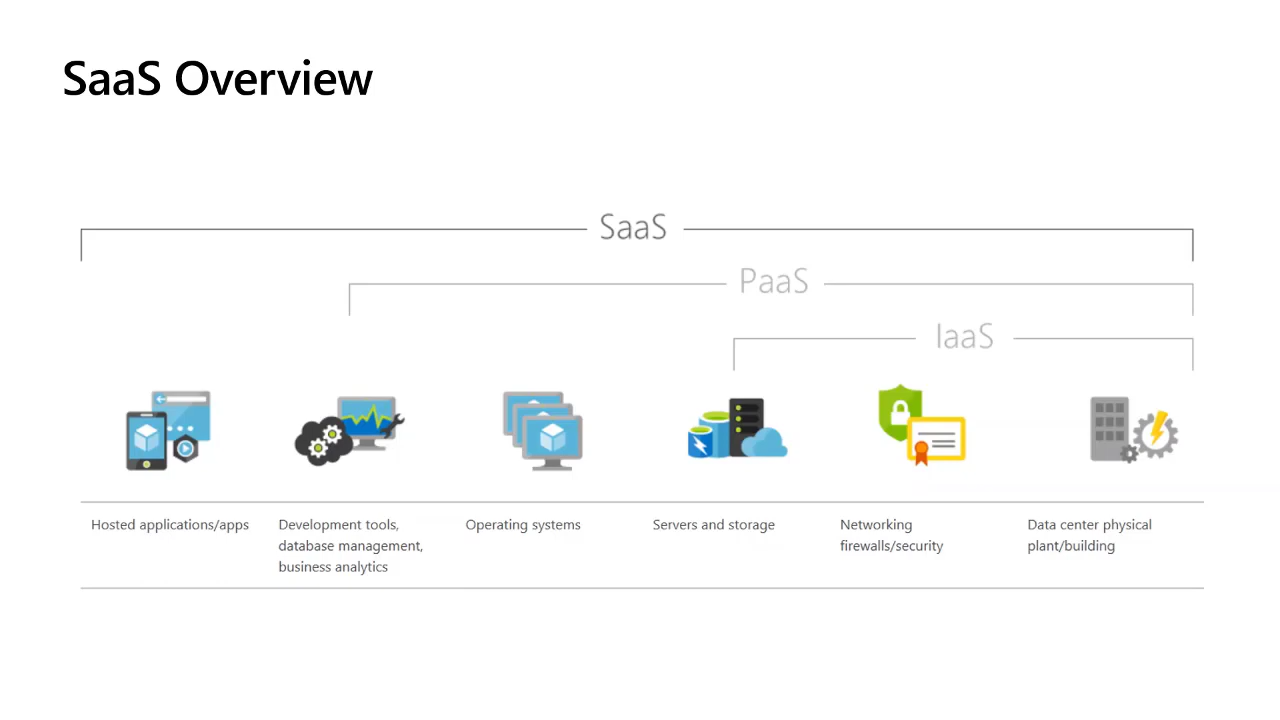 SaaS Overview
SaaS
PaaS
IaaS
Hosted applications/apps
Development tools,
database management,
business analytics
Operating systems
Servers and storage
Networking
firewalls/security
Data center physical
plant/building